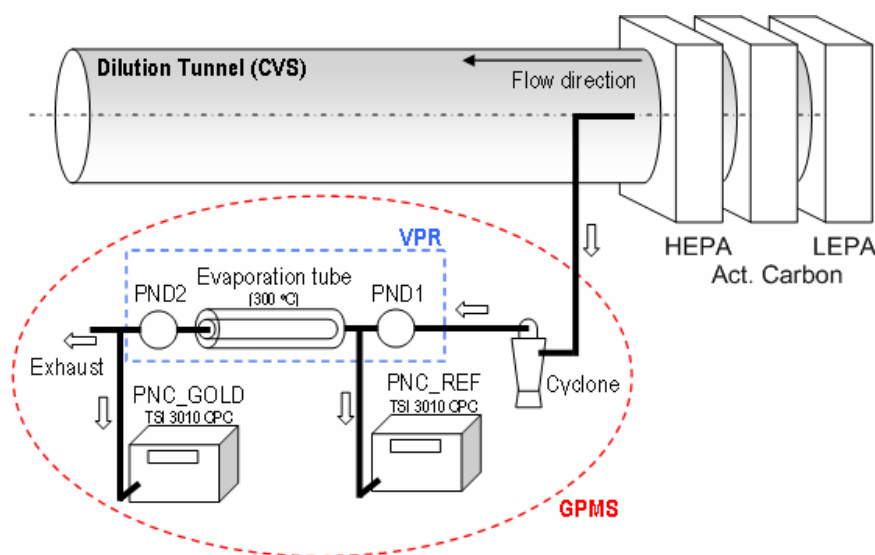 Dilution Tunnel (CVS)
Flow direction
HEPA
LEPA
Act. Carbon
VPR
Evaporation tube
(300 ºC)
PND2
PND1
Exhaust
Cyclone
PNC_GOLD
TSI 3010 CPC
PNC_REF
TSI 3010 CPC
GPMS